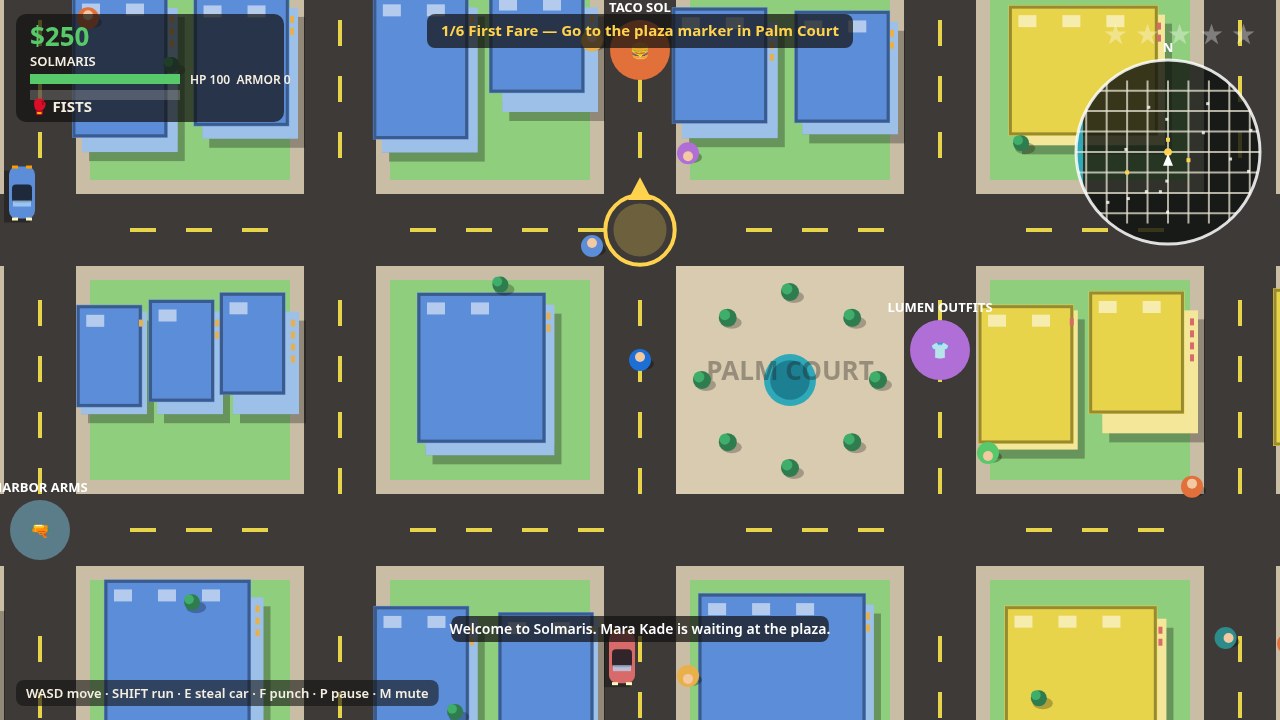 TACO SOL
1/6 First Fare — Go to the plaza marker in Palm Court
$250
SOLMARIS
HP 100 ARMOR 0
FISTS
N
LUMEN OUTFITS
PALM COURT
ARBOR ARMS
Welcome to Solmaris. Mara Kade is waiting at the plaza.
WASD move · SHIFT run · E steal car · F punch · P pause · M mute